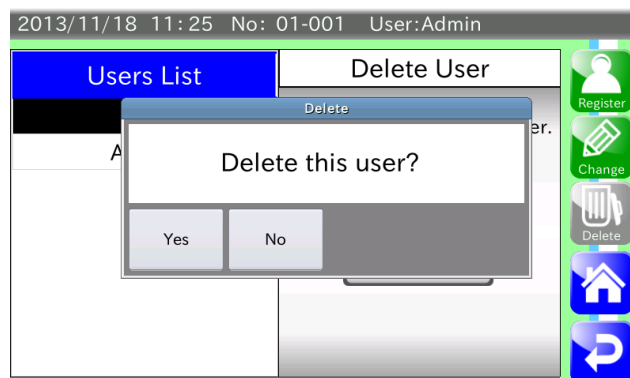 2013/11/18 11:25 No: 01-001 User:Admin
Users List
Delete User
Register
Delete
er.
A
Delete this user?
Change
Yes
No
Delete